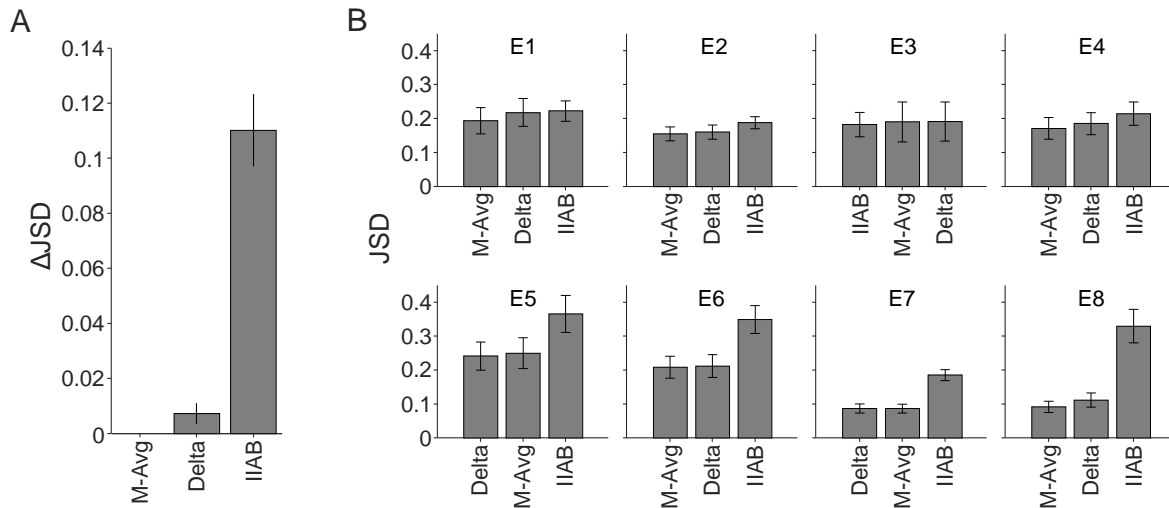 A
ΔJSD
0.14
0.12
0.1
0.08
0.06
0.04
0.02
0
M-Avg
Delta
IIAB
B
JSD
0.4
0.3
0.2
0.1
0
E1
M-Avg
Delta
IIAB
E2
M-Avg
Delta
IIAB
E3
IIAB
M-Avg
Delta
E4
M-Avg
Delta
IIAB
0.4
0.3
0.2
0.1
0
E5
Delta
M-Avg
IIAB
E6
M-Avg
Delta
IIAB
E7
Delta
M-Avg
IIAB
E8
M-Avg
Delta
IIAB